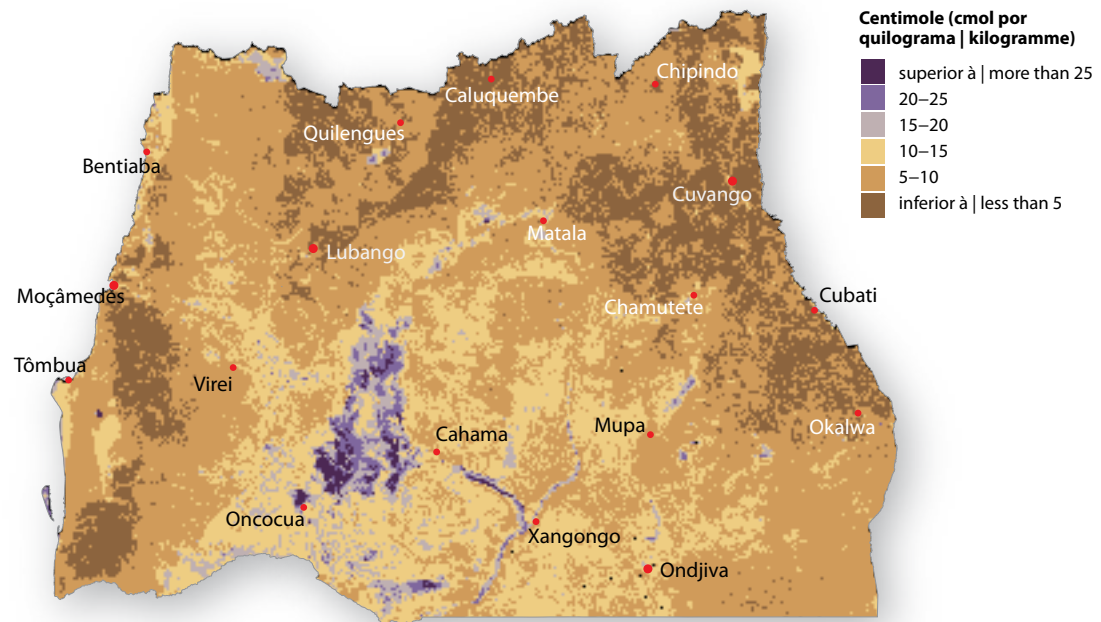 Centimole (cmol por
quilograma | kilogramme)
superior à | more than 25
20–25
15–20
10–15
5–10
inferior à | less than 5
Chipindo
Caluquembe
Quilengues
Bentiaba
Cuvango
Matala
Lubango
Moçâmedes
Chamutete
Cubati
Tômbua
Virei
Mupa
Okalwa
Cahama
Oncocua
Xangongo
Ondjiva